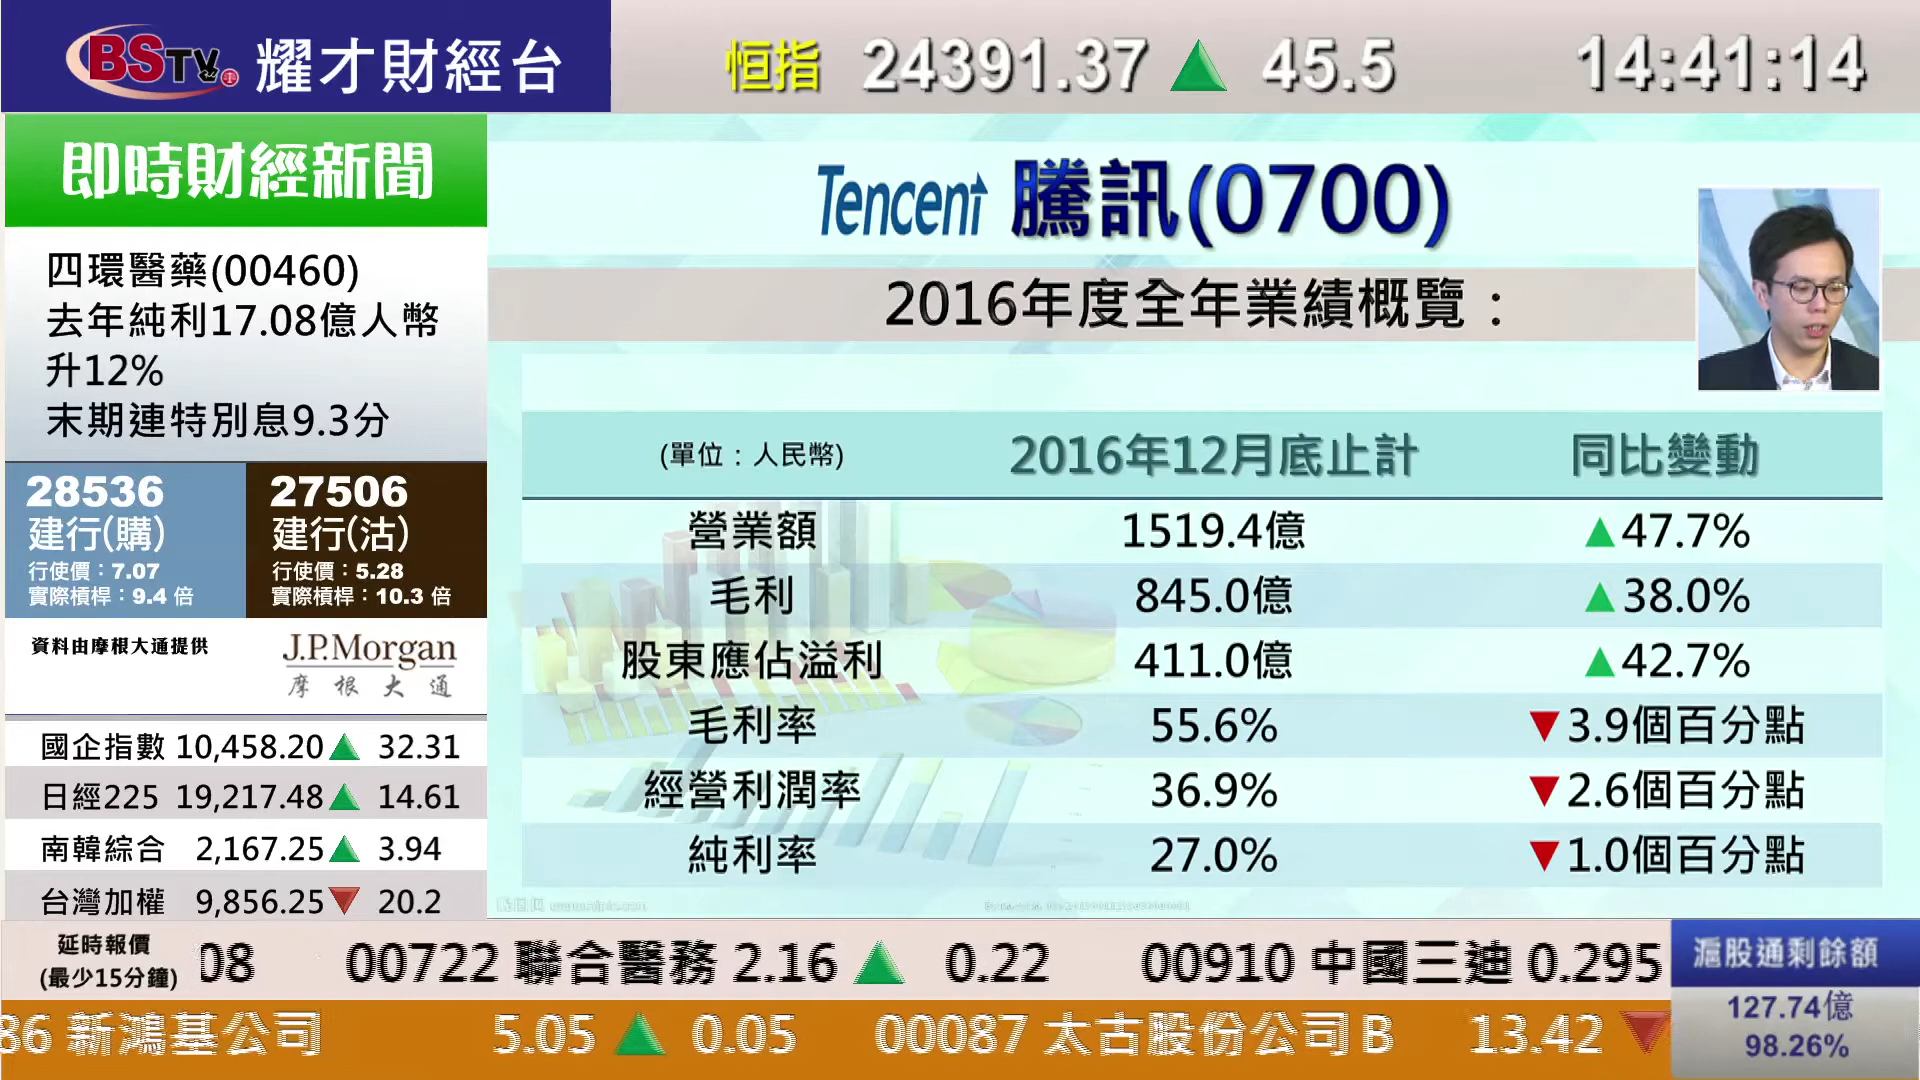 BSTV 耀才財經台
恒指 24391.37 ▲ 45.5
14:41:14
即時財經新聞
四環醫藥(00460)
去年純利17.08億人幣
升12%
末期連特別息9.3分
28536
建行(購)
行使價：7.07
實際槓桿：9.4 倍
27506
建行(沽)
行使價：5.28
實際槓桿：10.3 倍
資料由摩根大通提供
J.P.Morgan
摩根大通
國企指數 10,458.20 ▲ 32.31
日經225 19,217.48 ▲ 14.61
南韓綜合 2,167.25 ▲ 3.94
台灣加權 9,856.25 ▼ 20.2
Tencent 騰訊(0700)
2016年度全年業績概覽：
(單位：人民幣) 2016年12月底止計 同比變動
營業額 1519.4億 ▲47.7%
毛利 845.0億 ▲38.0%
股東應佔溢利 411.0億 ▲42.7%
毛利率 55.6% ▼3.9個百分點
經營利潤率 36.9% ▼2.6個百分點
純利率 27.0% ▼1.0個百分點
延時報價
(最少15分鐘)
08 00722 聯合醫務 2.16 ▲ 0.22 00910 中國三迪 0.295
86 新鴻基公司 5.05 ▲ 0.05 00087 太古股份公司B 13.42 ▼
滬股通剩餘額
127.74億
98.26%